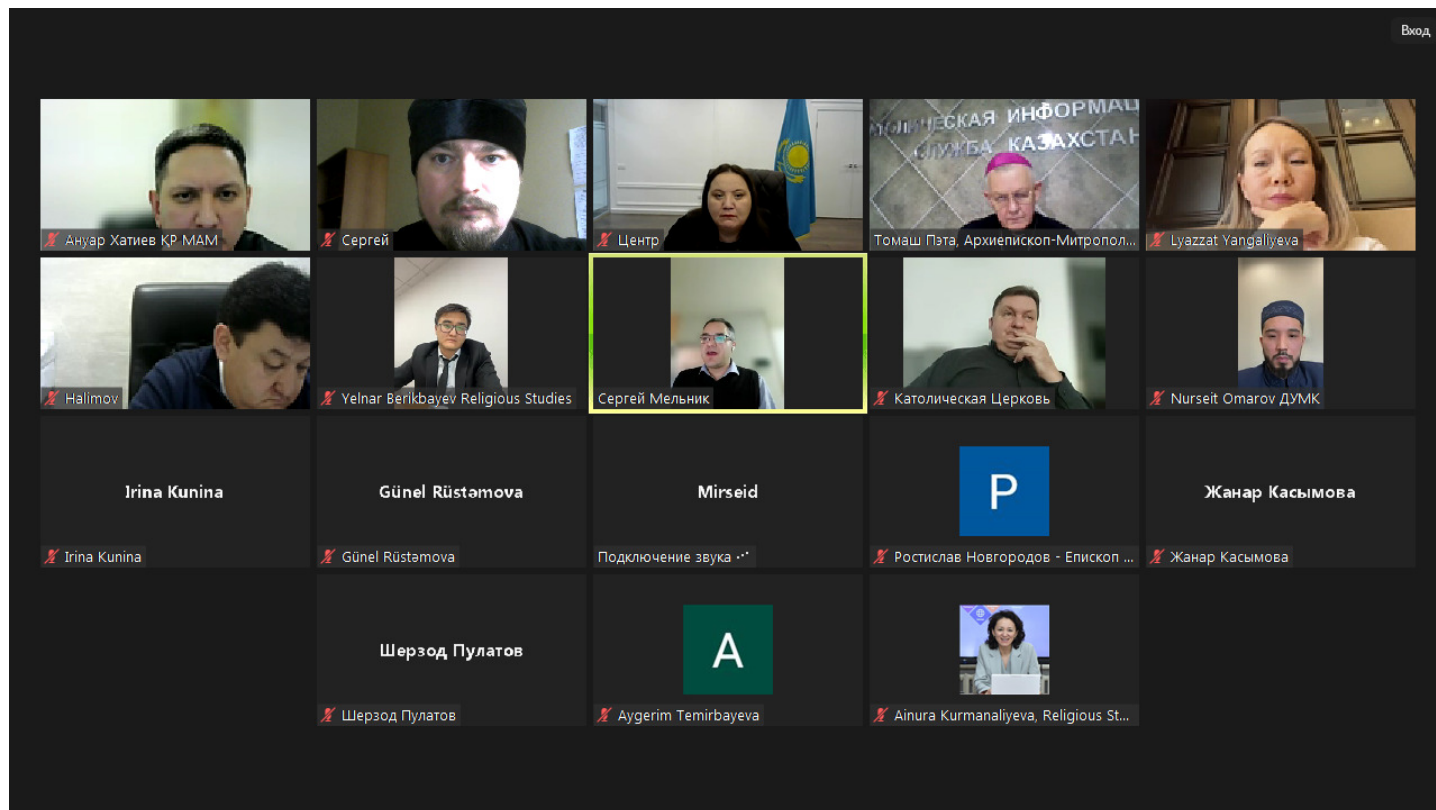 Вход
ОЛИЧЕСКАЯ ИНФОРМАЦ
СЛУЖБА КАЗАХСТАН
Ануар Хатиев ҚР МАМ
Сергей
Центр
Томаш Пэта, Архиепископ-Митропол...
Lyazzat Yangaliyeva
Halimov
Yelnar Berikbayev Religious Studies
Сергей Мельник
Католическая Церковь
Nurseit Omarov ДУМК
Irina Kunina
Günel Rüstəmova
Mirseid
P
Жанар Касымова
Irina Kunina
Günel Rüstəmova
Подключение звука
Ростислав Новгородов - Епископ ...
Жанар Касымова
Шерзод Пулатов
A
Шерзод Пулатов
Aygerim Temirbayeva
Ainura Kurmanaliyeva, Religious St...